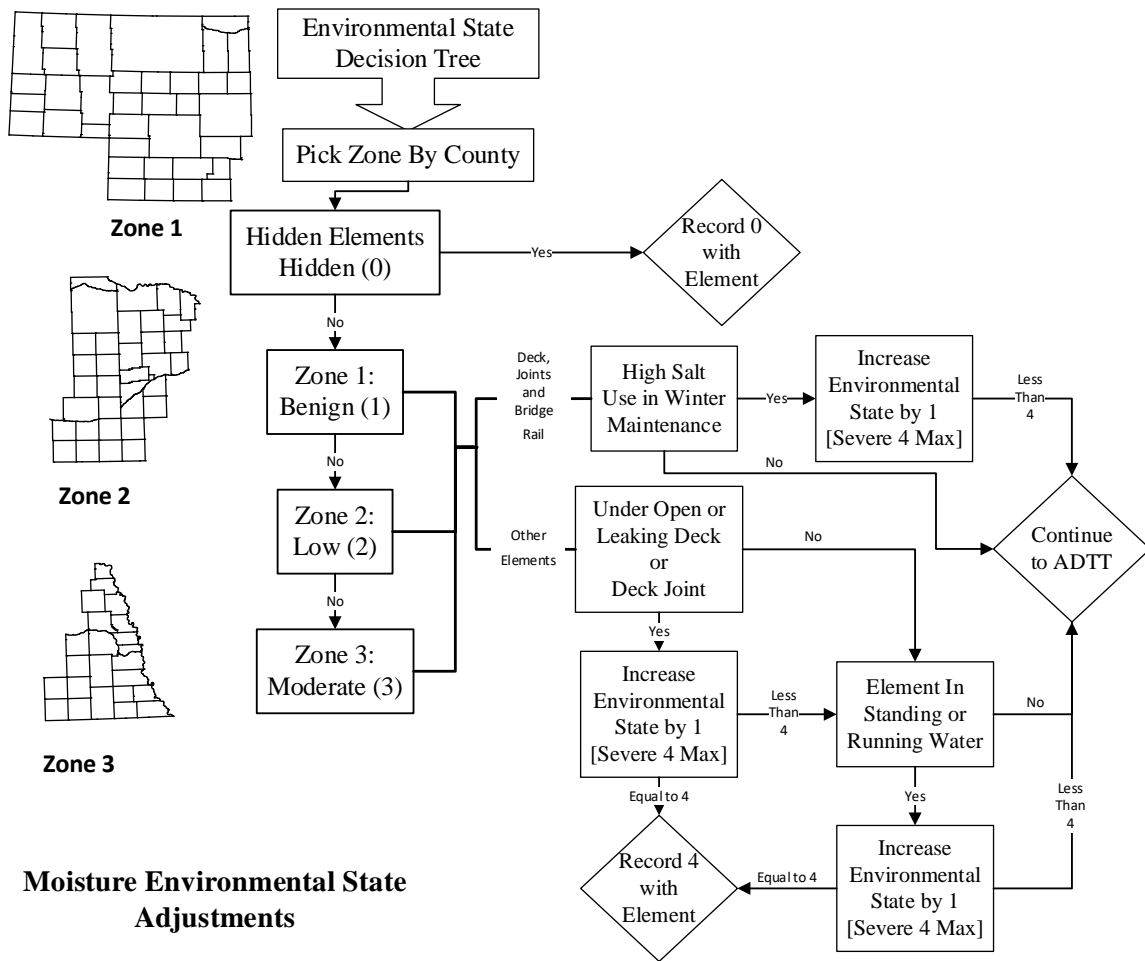 Environmental State
Decision Tree
Pick Zone By County
Zone 1
Hidden Elements
Hidden (0)
Yes
Record 0
with
Element
No
Zone 2
Zone 1:
Benign (1)
Deck,
Joints
and
Bridge
Rail
High Salt
Use in Winter
Maintenance
Yes
Increase
Environmental
State by 1
[Severe 4 Max]
Less
Than
4
No
No
Zone 2:
Low (2)
Other
Elements
Under Open or
Leaking Deck
or
Deck Joint
No
Continue
to ADTT
No
Yes
Zone 3
Zone 3:
Moderate (3)
Increase
Environmental
State by 1
[Severe 4 Max]
Less
Than
4
Element In
Standing or
Running Water
No
Equal to 4
Yes
Less
Than
4
Record 4
with
Element
Equal to 4
Increase
Environmental
State by 1
[Severe 4 Max]
Moisture Environmental State
Adjustments